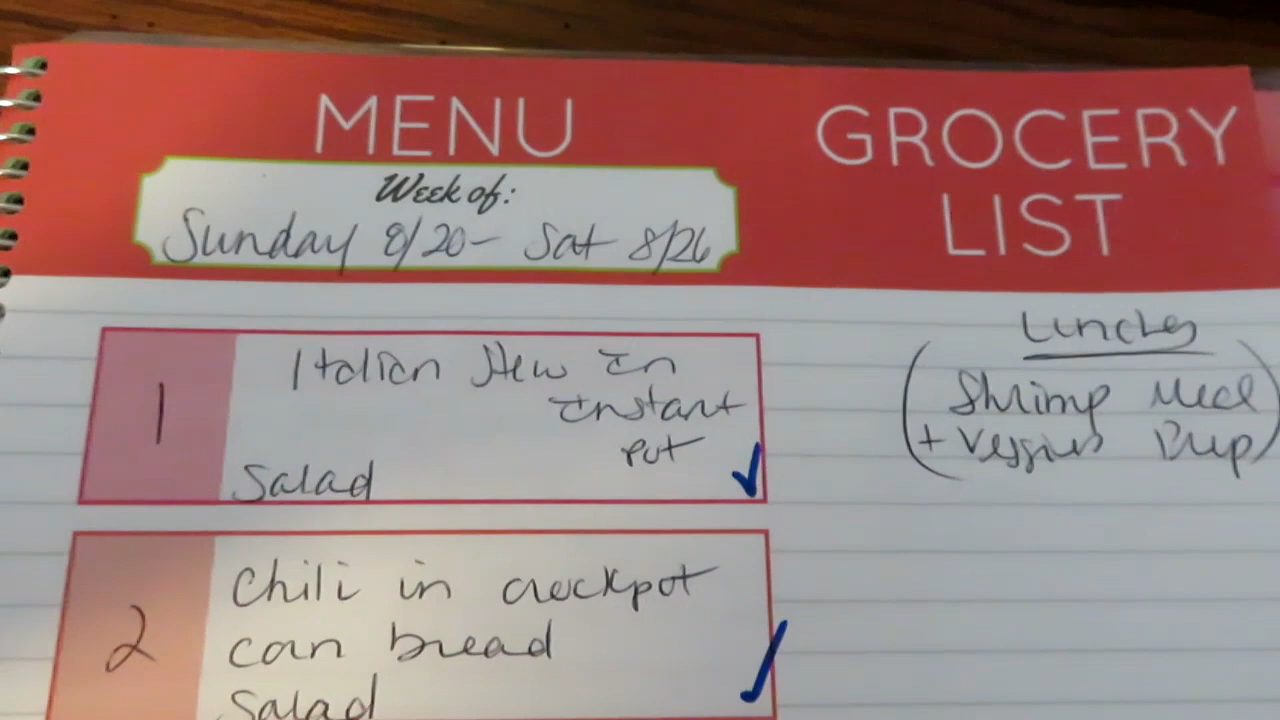 MENU
Week of:
Sunday 8/20 - Sat 8/26
1
Italian Stew In
Instant
Pot
Salad
2
Chili in crockpot
corn bread
Salad
GROCERY
LIST
Lunches
(Shrimp Meal
+ Veggies Prep)